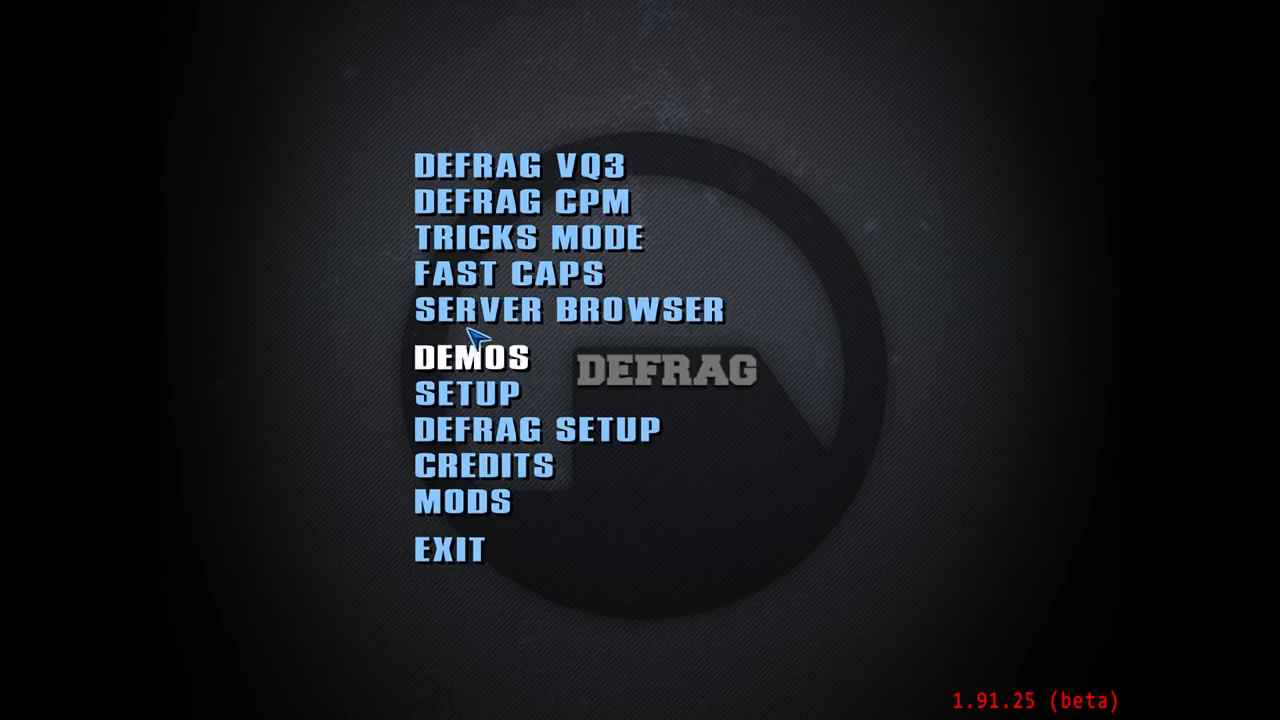 DEFRAG VQ3
DEFRAG CPM
TRICKS MODE
FAST CAPS
SERVER BROWSER
DEMOS
DEFRAG
SETUP
DEFRAG SETUP
CREDITS
MODS
EXIT
1.91.25 (beta)